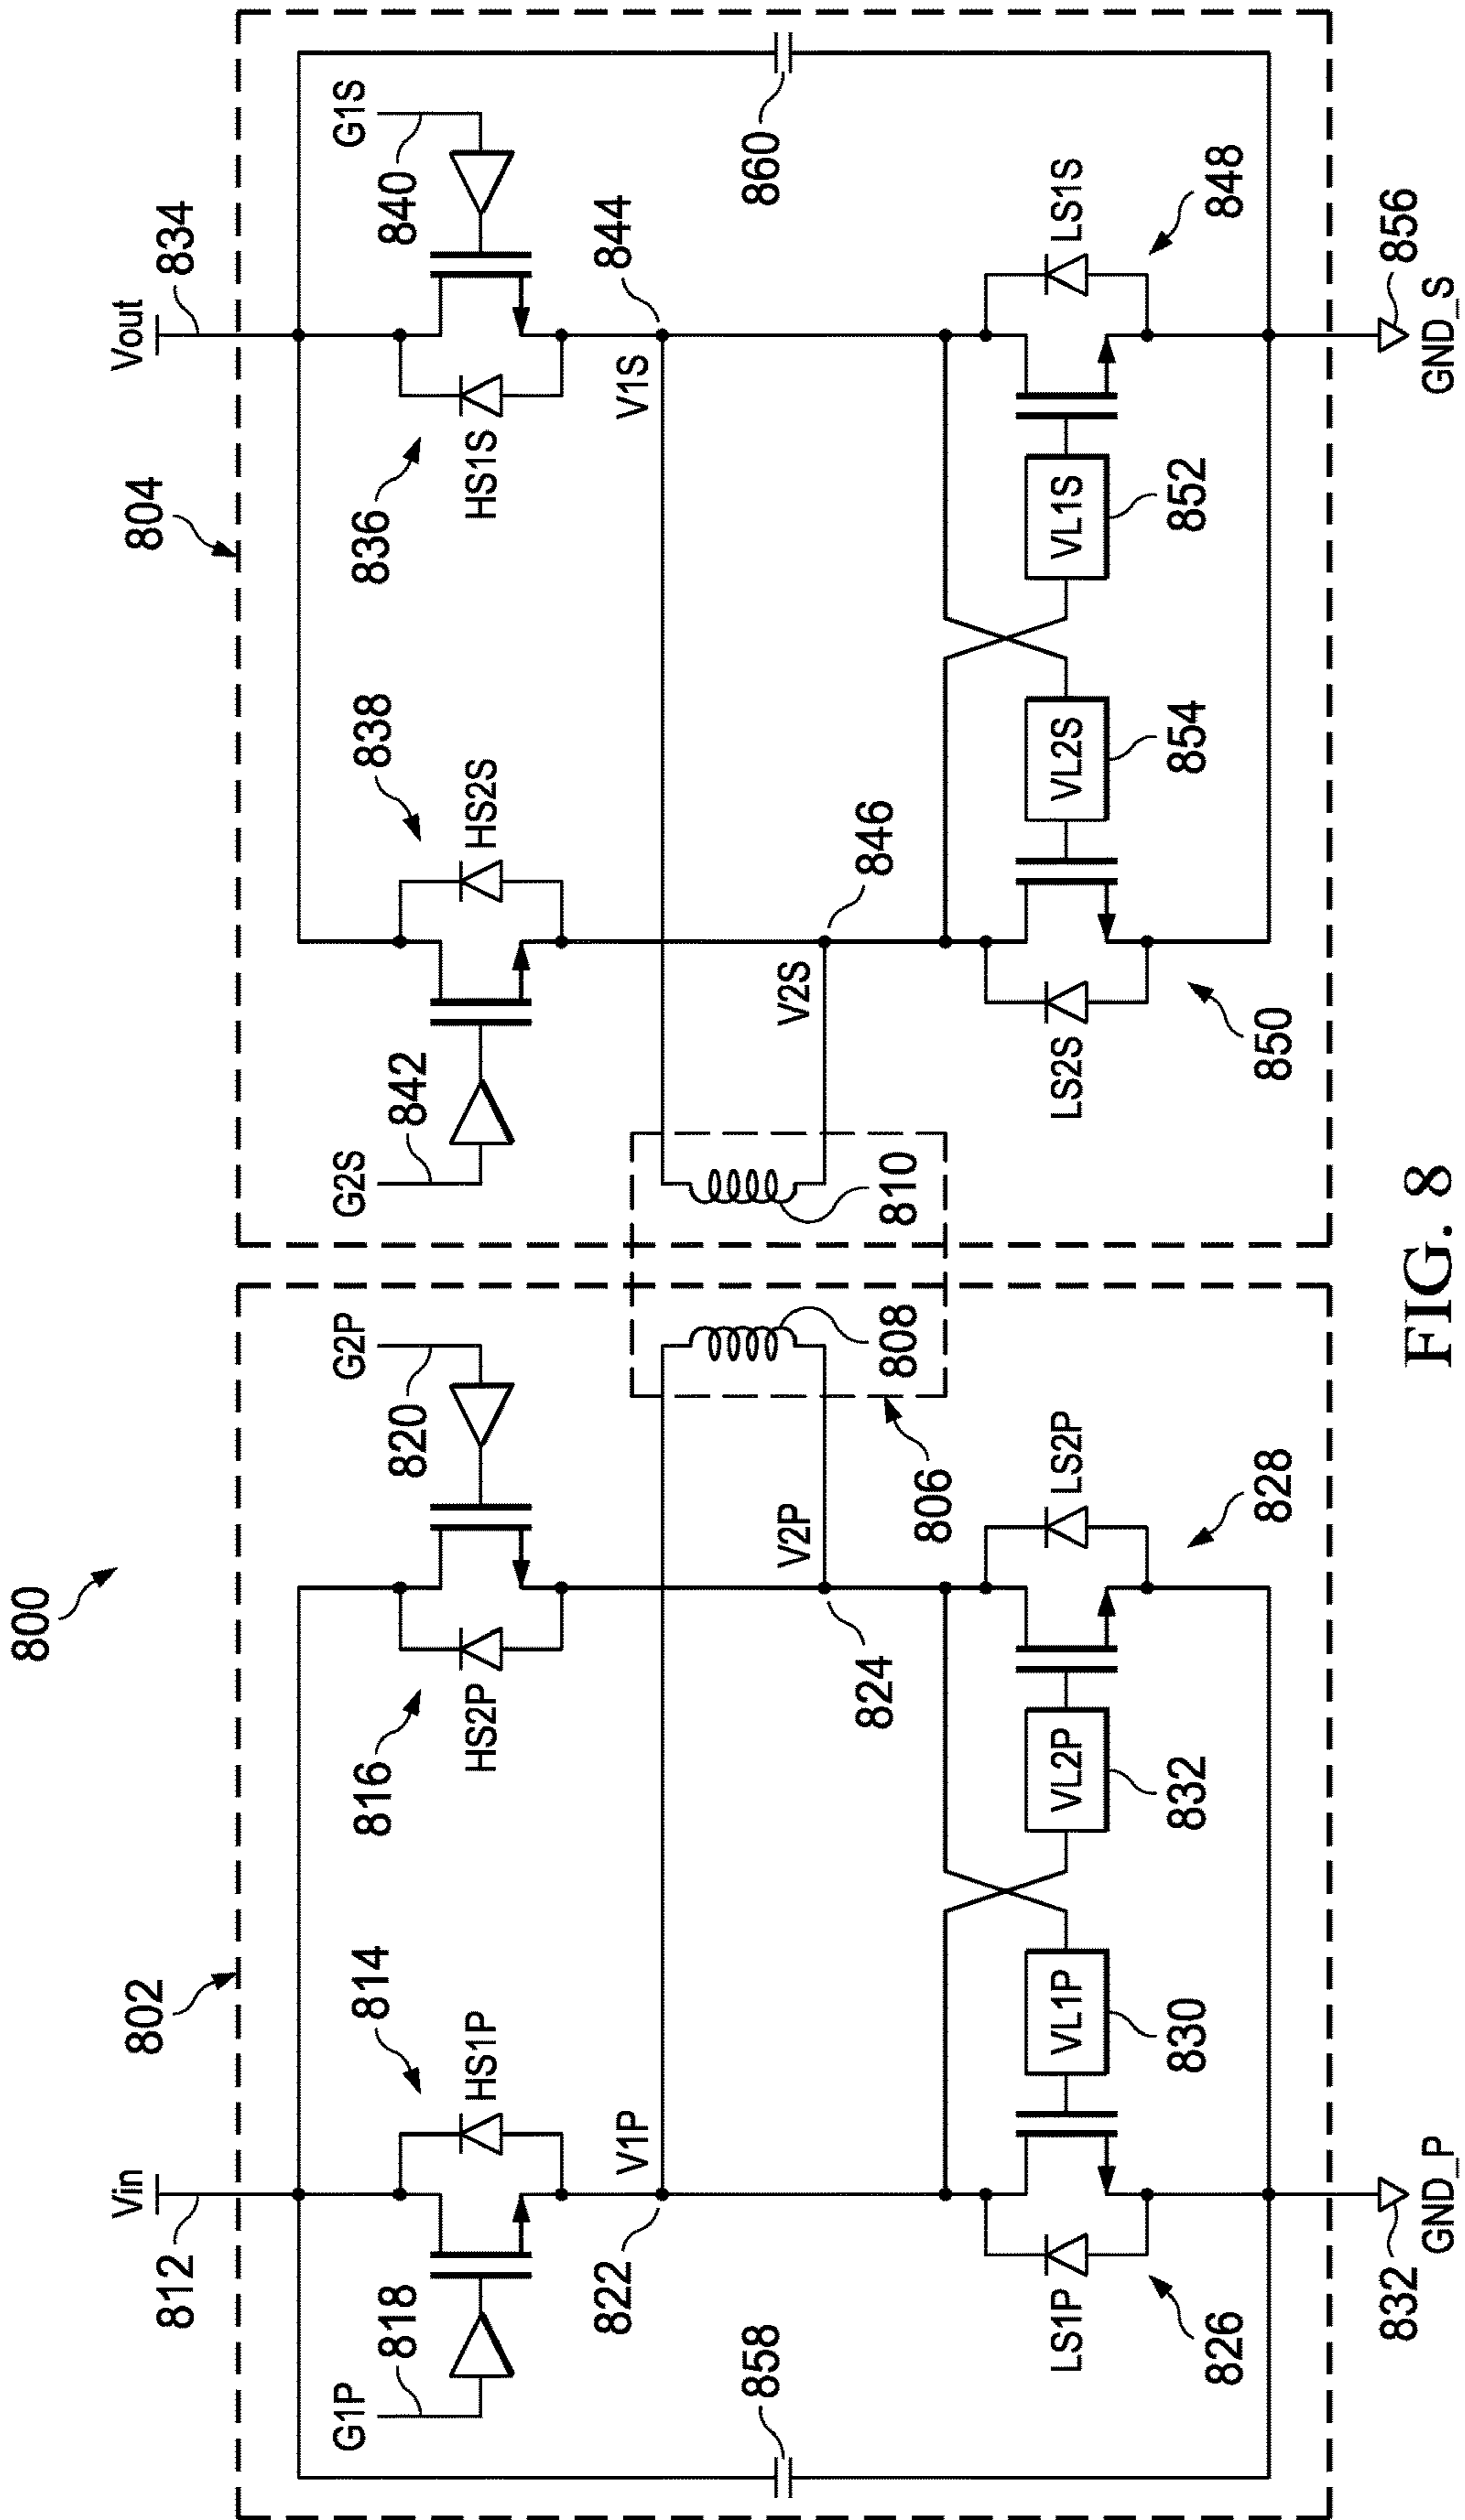 800
802
804
Vin
812
Vout
834
G1P
818
814
HS1P
816
HS2P
G2P
820
G2S
842
838
HS2S
836
HS1S
G1S
840
822
V1P
V2P
824
808
806
810
V2S
846
V1S
844
858
860
LS1P
826
VL1P
830
VL2P
832
LS2P
828
LS2S
850
VL2S
854
VL1S
852
LS1S
848
832
GND_P
856
GND_S
FIG. 8